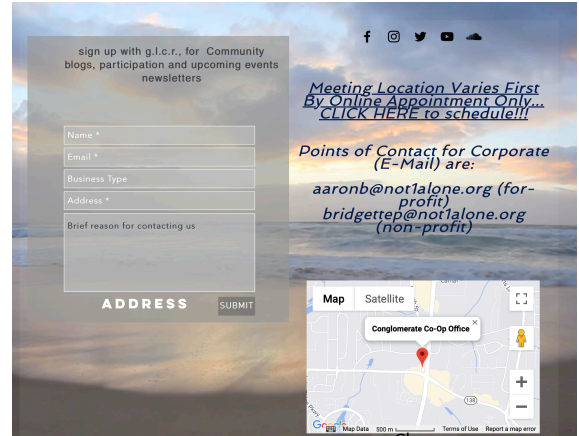 sign up with g.l.c.r., for Community
blogs, participation and upcoming events
newsletters
Name *
Email *
Business Type
Address *
Brief reason for contacting us
ADDRESS
SUBMIT
Meeting Location Varies First
By Online Appointment Only...
CLICK HERE to schedule!!!
Points of Contact for Corporate
(E-Mail) are:
aaronb@not1alone.org (for-
profit)
bridgettep@not1alone.org
(non-profit)
Map
Satellite
Conglomerate Co-Op Office
138
Google
Map Data
500 m
Terms of Use
Report a map error